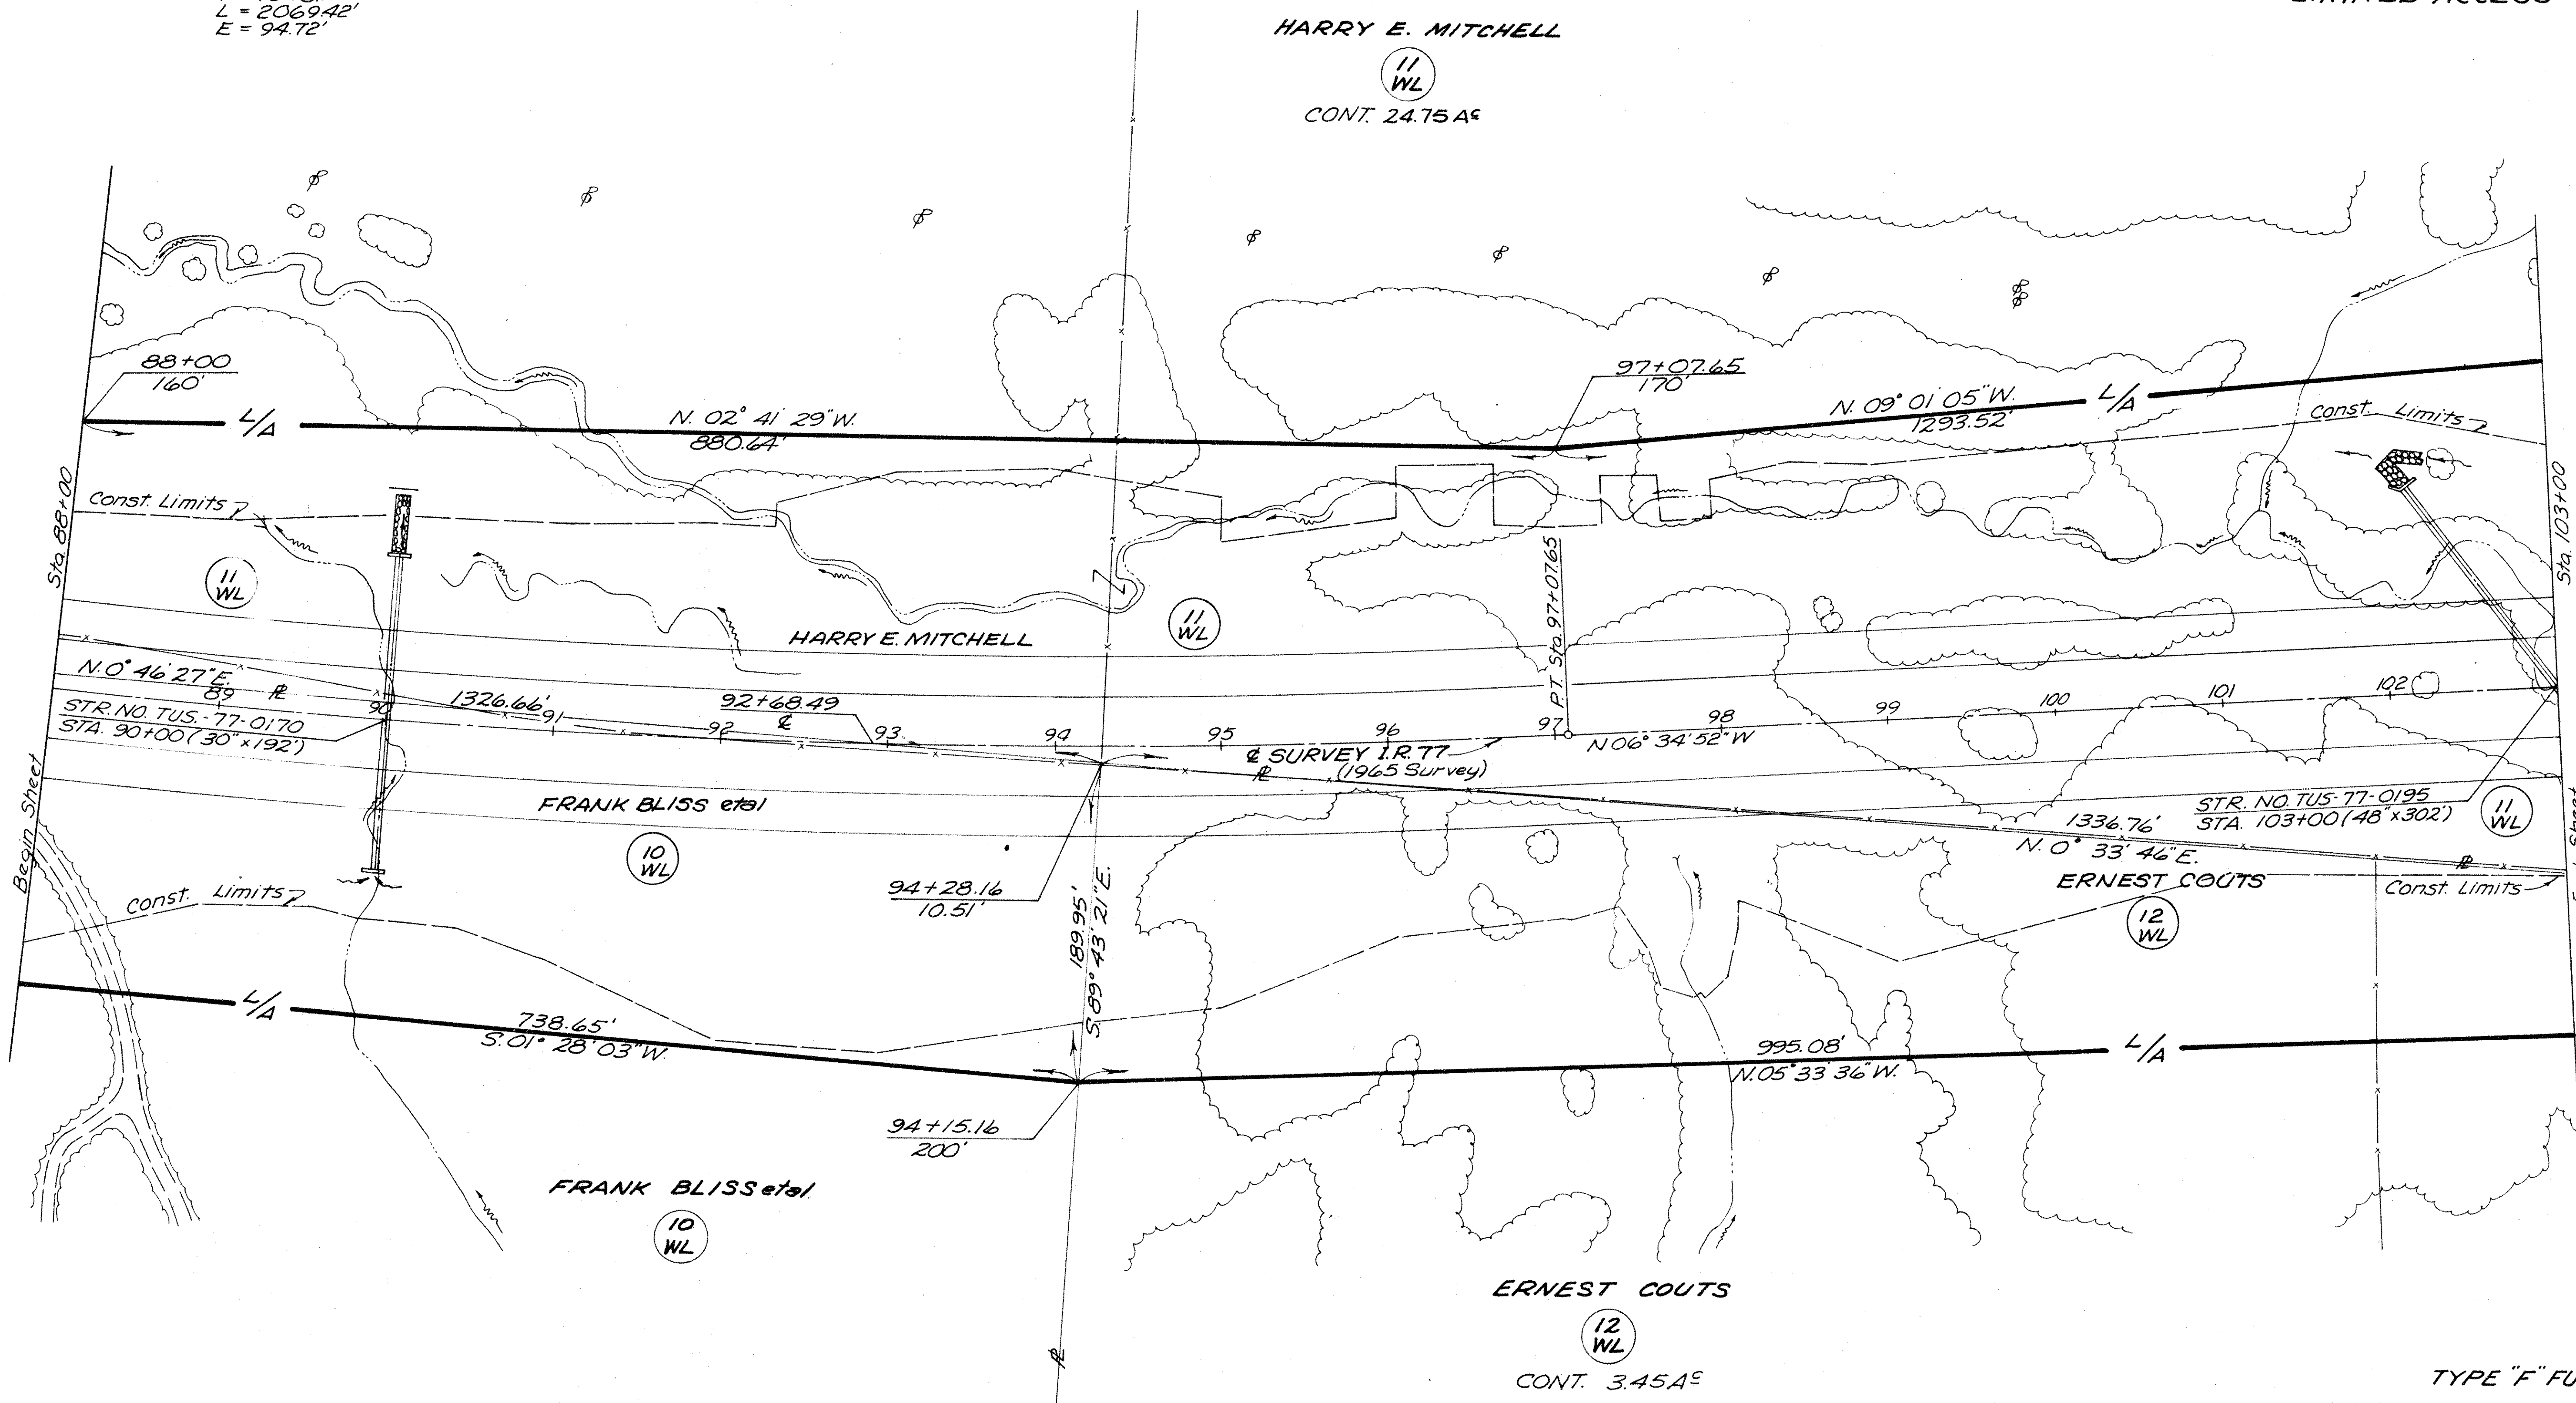 L = 2069.42'
E = 94.72'
HARRY E. MITCHELL
11
WL
CONT. 24.75 Ac
88+00
160'
L/A
N. 02° 41' 29" W.
880.64'
97+07.65
170'
N. 09° 01' 05" W.
1293.52'
L/A
Const. Limits
Sta. 88+00
Const. Limits
Sta. 103+00
11
WL
HARRY E. MITCHELL
11
WL
P.T. Sta. 97+07.65
N. 0° 46' 27" E.
1326.66'
92+68.49
℄
89
℄
90
91
92
93
94
95
96
97
98
99
100
101
102
STR. NO. TUS.-77-0170
STA. 90+00 (30" x 192')
℄ SURVEY I.R. 77
(1965 Survey)
N 06° 34' 52" W
Begin Sheet
FRANK BLISS etal
10
WL
STR. NO. TUS-77-0195
STA. 103+00 (48" x 302')
11
WL
1336.76'
N. 0° 33' 46" E.
Const. Limits
94+28.16
10.51'
189.95'
S. 89° 43' 21" E.
ERNEST COUTS
12
WL
Const. Limits
L/A
738.65'
S. 01° 28' 03" W.
995.08'
N. 05° 33' 36" W.
L/A
94+15.16
200'
FRANK BLISS etal
10
WL
ERNEST COUTS
12
WL
CONT. 3.45 Ac
TYPE "F"